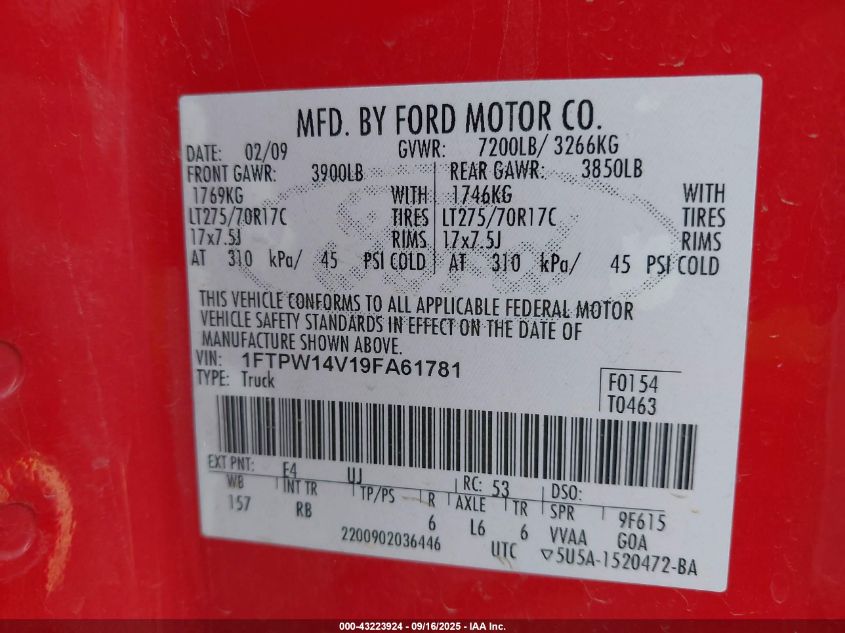 MFD. BY FORD MOTOR CO.
DATE: 02/09 GVWR: 7200LB/ 3266KG
FRONT GAWR: 3900LB REAR GAWR: 3850LB
1769KG WITH 1746KG WITH
LT275/70R17C TIRES LT275/70R17C TIRES
17x7.5J RIMS 17x7.5J RIMS
AT 310 kPa/ 45 PSI COLD AT 310 kPa/ 45 PSI COLD
THIS VEHICLE CONFORMS TO ALL APPLICABLE FEDERAL MOTOR
VEHICLE SAFETY STANDARDS IN EFFECT ON THE DATE OF
MANUFACTURE SHOWN ABOVE.
VIN: 1FTPW14V19FA61781
TYPE: Truck
F0154
T0463
EXT PNT: F4 UJ RC: 53 DSO:
WB INT TR TP/PS R AXLE TR SPR 9F615
157 RB 6 L6 6 VVAA GOA
2200902036446 UTC ▽5U5A-1520472-BA
000-43223924 - 09/16/2025 - IAA Inc.